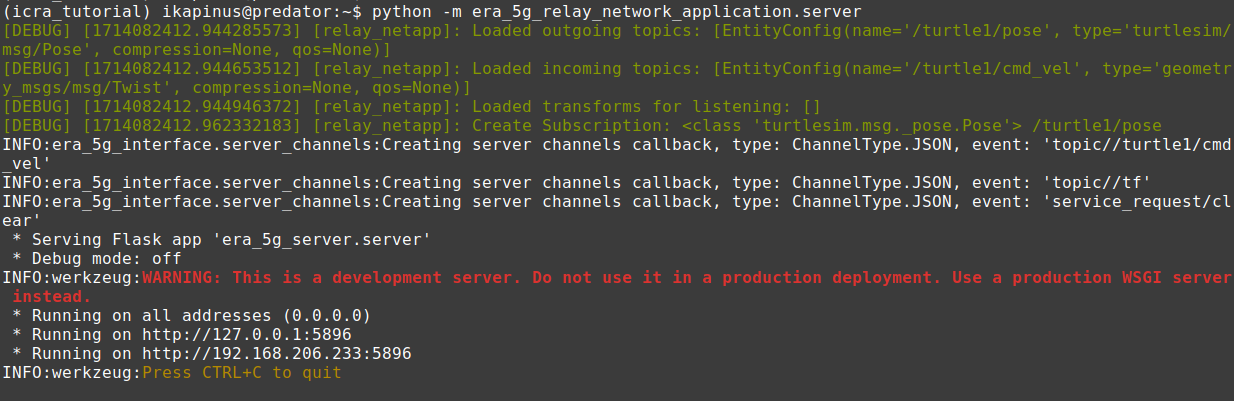 (icra_tutorial) ikapinus@predator:~$ python -m era_5g_relay_network_application.server
[DEBUG] [1714082412.944285573] [relay_netapp]: Loaded outgoing topics: [EntityConfig(name='/turtle1/pose', type='turtlesim/
msg/Pose', compression=None, qos=None)]
[DEBUG] [1714082412.944653512] [relay_netapp]: Loaded incoming topics: [EntityConfig(name='/turtle1/cmd_vel', type='geometr
y_msgs/msg/Twist', compression=None, qos=None)]
[DEBUG] [1714082412.944946372] [relay_netapp]: Loaded transforms for listening: []
[DEBUG] [1714082412.962332183] [relay_netapp]: Create Subscription: <class 'turtlesim.msg._pose.Pose'> /turtle1/pose
INFO:era_5g_interface.server_channels:Creating server channels callback, type: ChannelType.JSON, event: 'topic//turtle1/cmd
_vel'
INFO:era_5g_interface.server_channels:Creating server channels callback, type: ChannelType.JSON, event: 'topic//tf'
INFO:era_5g_interface.server_channels:Creating server channels callback, type: ChannelType.JSON, event: 'service_request/cl
ear'
 * Serving Flask app 'era_5g_server.server'
 * Debug mode: off
INFO:werkzeug:WARNING: This is a development server. Do not use it in a production deployment. Use a production WSGI server
 instead.
 * Running on all addresses (0.0.0.0)
 * Running on http://127.0.0.1:5896
 * Running on http://192.168.206.233:5896
INFO:werkzeug:Press CTRL+C to quit